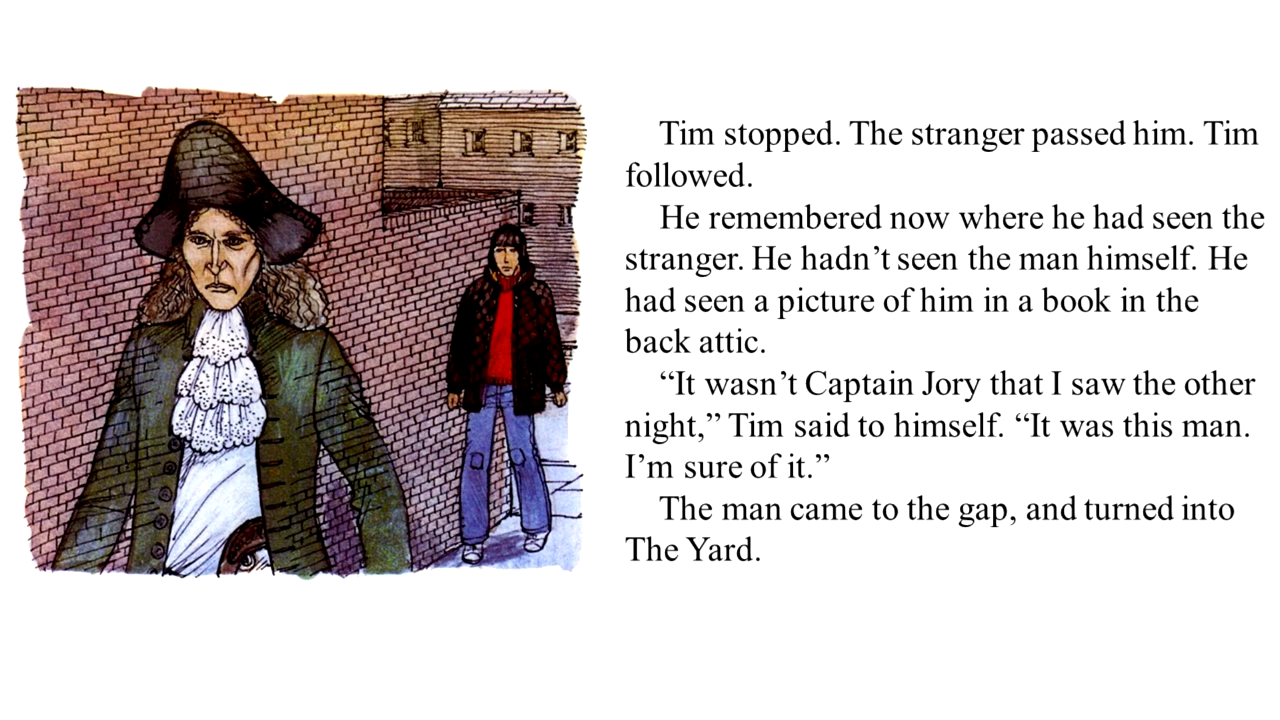 Tim stopped. The stranger passed him. Tim
followed.
He remembered now where he had seen the
stranger. He hadn’t seen the man himself. He
had seen a picture of him in a book in the
back attic.
“It wasn’t Captain Jory that I saw the other
night,” Tim said to himself. “It was this man.
I’m sure of it.”
The man came to the gap, and turned into
The Yard.